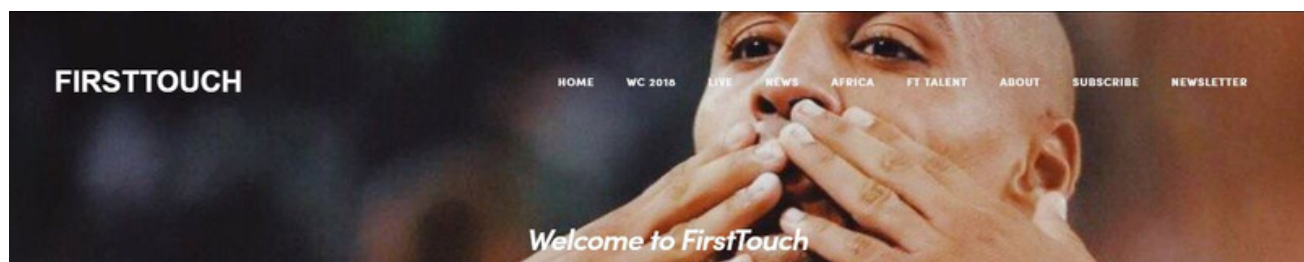 FIRSTTOUCH
HOME WC 2018 LIVE NEWS AFRICA FT TALENT ABOUT SUBSCRIBE NEWSLETTER
Welcome to FirstTouch